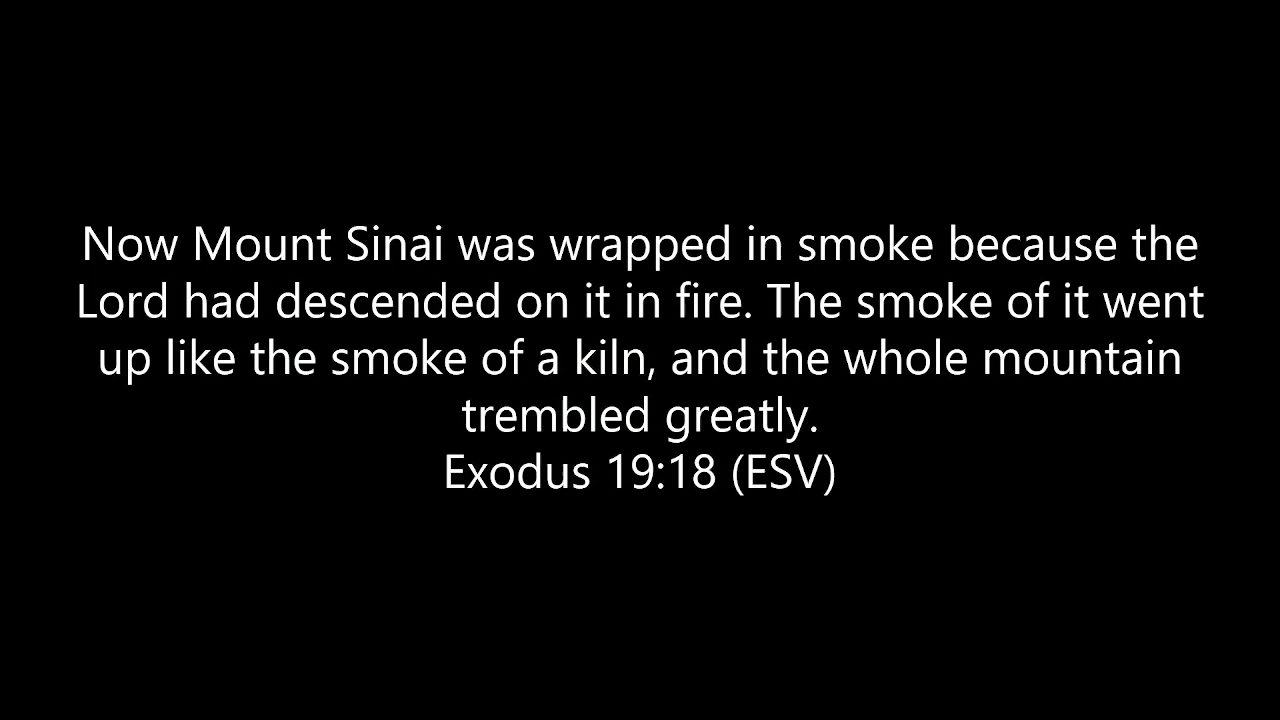 Now Mount Sinai was wrapped in smoke because the
Lord had descended on it in fire. The smoke of it went
up like the smoke of a kiln, and the whole mountain
trembled greatly.
Exodus 19:18 (ESV)